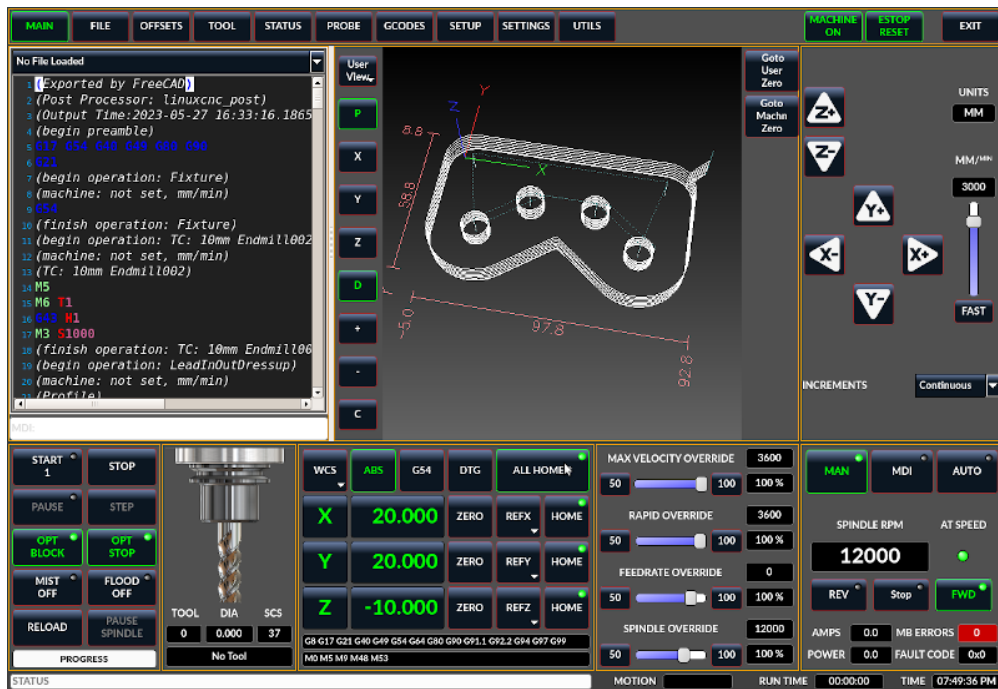 MAIN FILE OFFSETS TOOL STATUS PROBE GCODES SETUP SETTINGS UTILS MACHINE ON ESTOP RESET EXIT
No File Loaded
1 (Exported by FreeCAD)
2 (Post Processor: linuxcnc_post)
3 (Output Time:2023-05-27 16:33:16.1865
4 (begin preamble)
5 G17 G54 G40 G49 G80 G90
6 G21
7 (begin operation: Fixture)
8 (machine: not set, mm/min)
9 G54
10 (finish operation: Fixture)
11 (begin operation: TC: 10mm Endmill002
12 (machine: not set, mm/min)
13 (TC: 10mm Endmill002)
14 M5
15 M6 T1
16 G43 H1
17 M3 S1000
18 (finish operation: TC: 10mm Endmill00
19 (begin operation: LeadInOutDressup)
20 (machine: not set, mm/min)
21 (Profile)
MDI:
User View
P
X
Y
Z
D
+
-
C
Z Y X
8.8
58.8
-5.0
97.8
92.8
Goto User Zero
Goto Machn Zero
Z+
Z-
Y+
X- X+
Y-
UNITS
MM
MM/MIN
3000
FAST
INCREMENTS Continuous
START 1 STOP
PAUSE STEP
OPT BLOCK OPT STOP
MIST OFF FLOOD OFF
RELOAD PAUSE SPINDLE
PROGRESS
TOOL DIA SCS
0 0.000 37
No Tool
WCS ABS G54 DTG ALL HOME
X 20.000 ZERO REFX HOME
Y 20.000 ZERO REFY HOME
Z -10.000 ZERO REFZ HOME
G8 G17 G21 G40 G49 G54 G64 G80 G90 G91.1 G92.2 G94 G97 G99
M0 M5 M9 M48 M53
MAX VELOCITY OVERRIDE 3600
50 100 100 %
RAPID OVERRIDE 3600
50 100 100 %
FEEDRATE OVERRIDE 0
50 100 100 %
SPINDLE OVERRIDE 12000
50 100 100 %
MAN MDI AUTO
SPINDLE RPM AT SPEED
12000
REV Stop FWD
AMPS 0.0 MB ERRORS 0
POWER 0.0 FAULT CODE 0x0
STATUS MOTION RUN TIME 00:00:00 TIME 07:49:36 PM